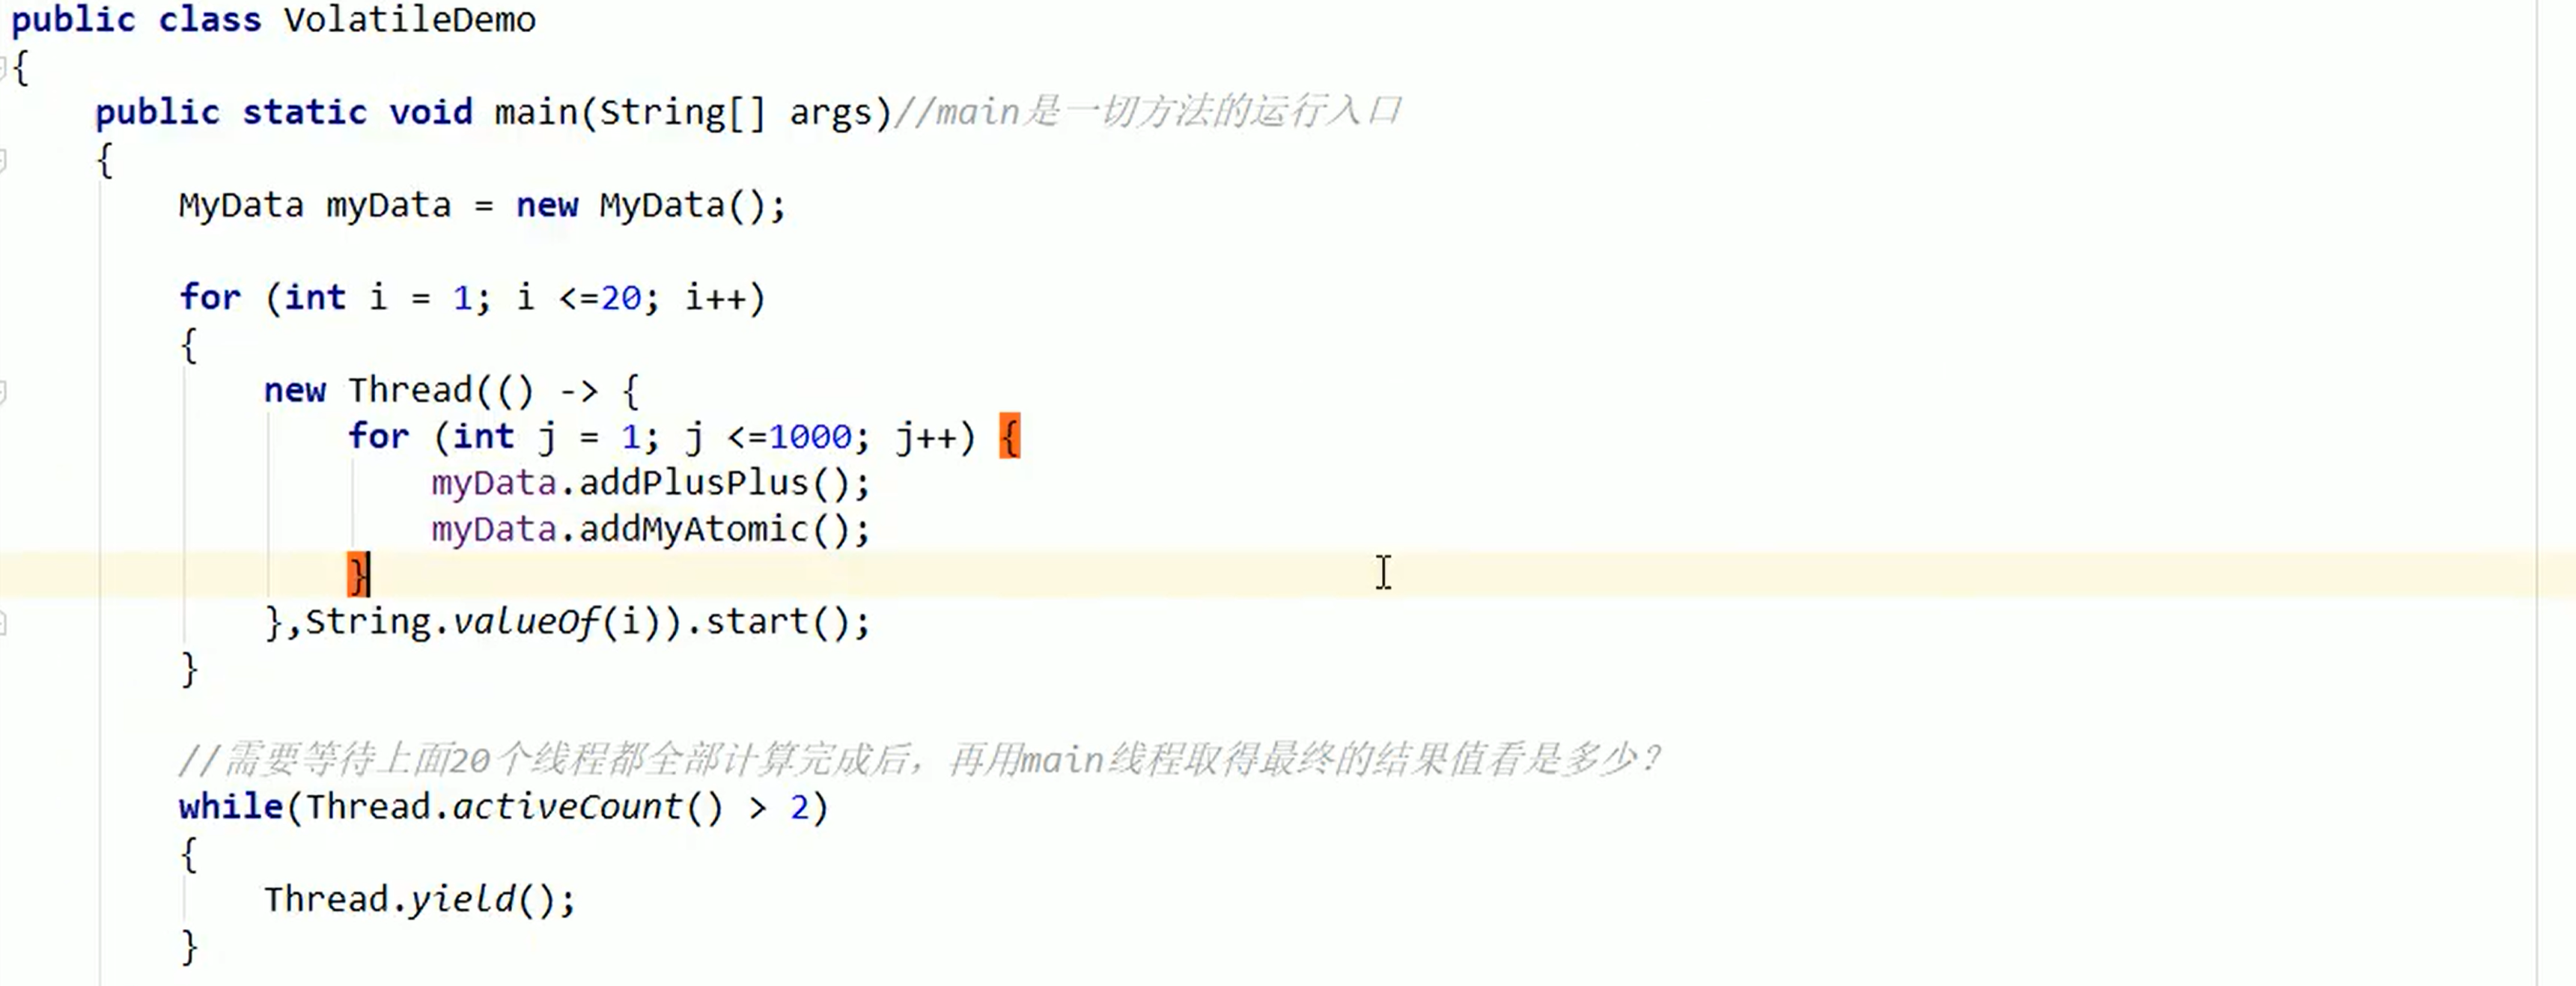 public class VolatileDemo
{
    public static void main(String[] args)//main是一切方法的运行入口
    {
        MyData myData = new MyData();

        for (int i = 1; i <=20; i++)
        {
            new Thread(() -> {
                for (int j = 1; j <=1000; j++) {
                    myData.addPlusPlus();
                    myData.addMyAtomic();
                }
            },String.valueOf(i)).start();
        }

        //需要等待上面20个线程都全部计算完成后，再用main线程取得最终的结果值看是多少？
        while(Thread.activeCount() > 2)
        {
            Thread.yield();
        }